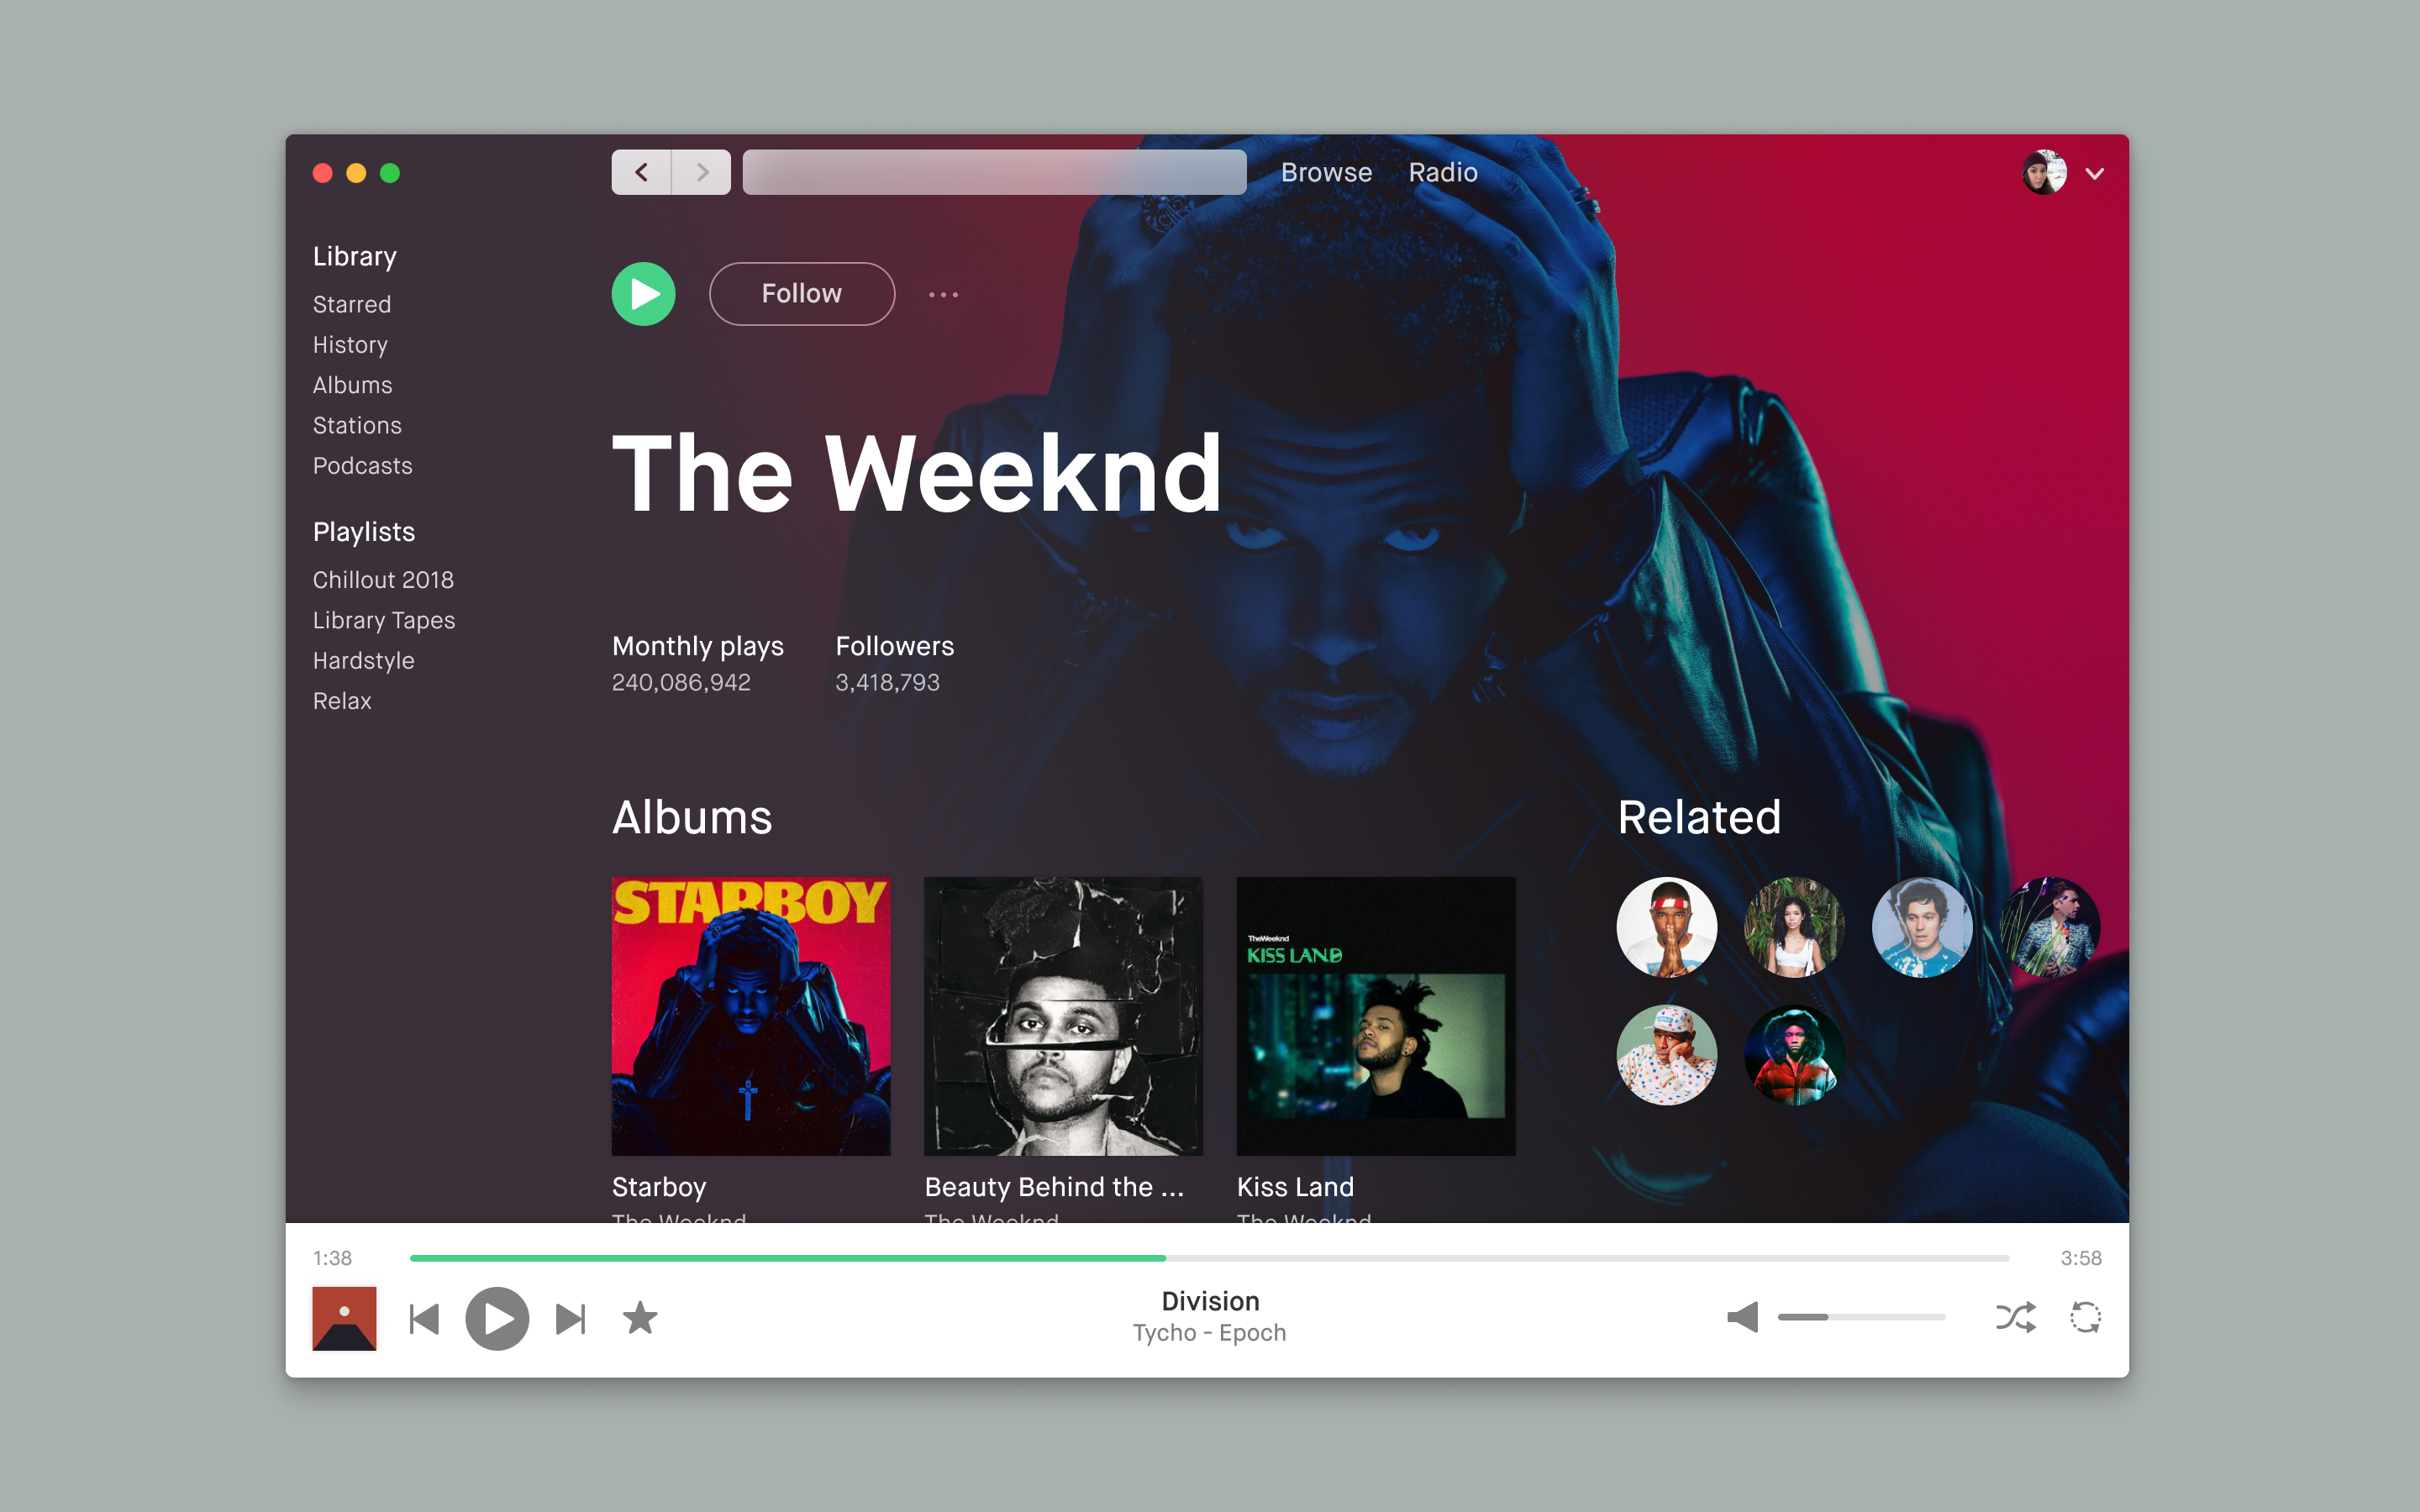 Browse
Radio
Library
Starred
History
Albums
Stations
Podcasts
Playlists
Chillout 2018
Library Tapes
Hardstyle
Relax
Follow
The Weeknd
Monthly plays
240,086,942
Followers
3,418,793
Albums
STARBOY
Starboy
The Weeknd
Beauty Behind the ...
The Weeknd
TheWeeknd
KISS LAND
Kiss Land
The Weeknd
Related
1:38
3:58
Division
Tycho - Epoch